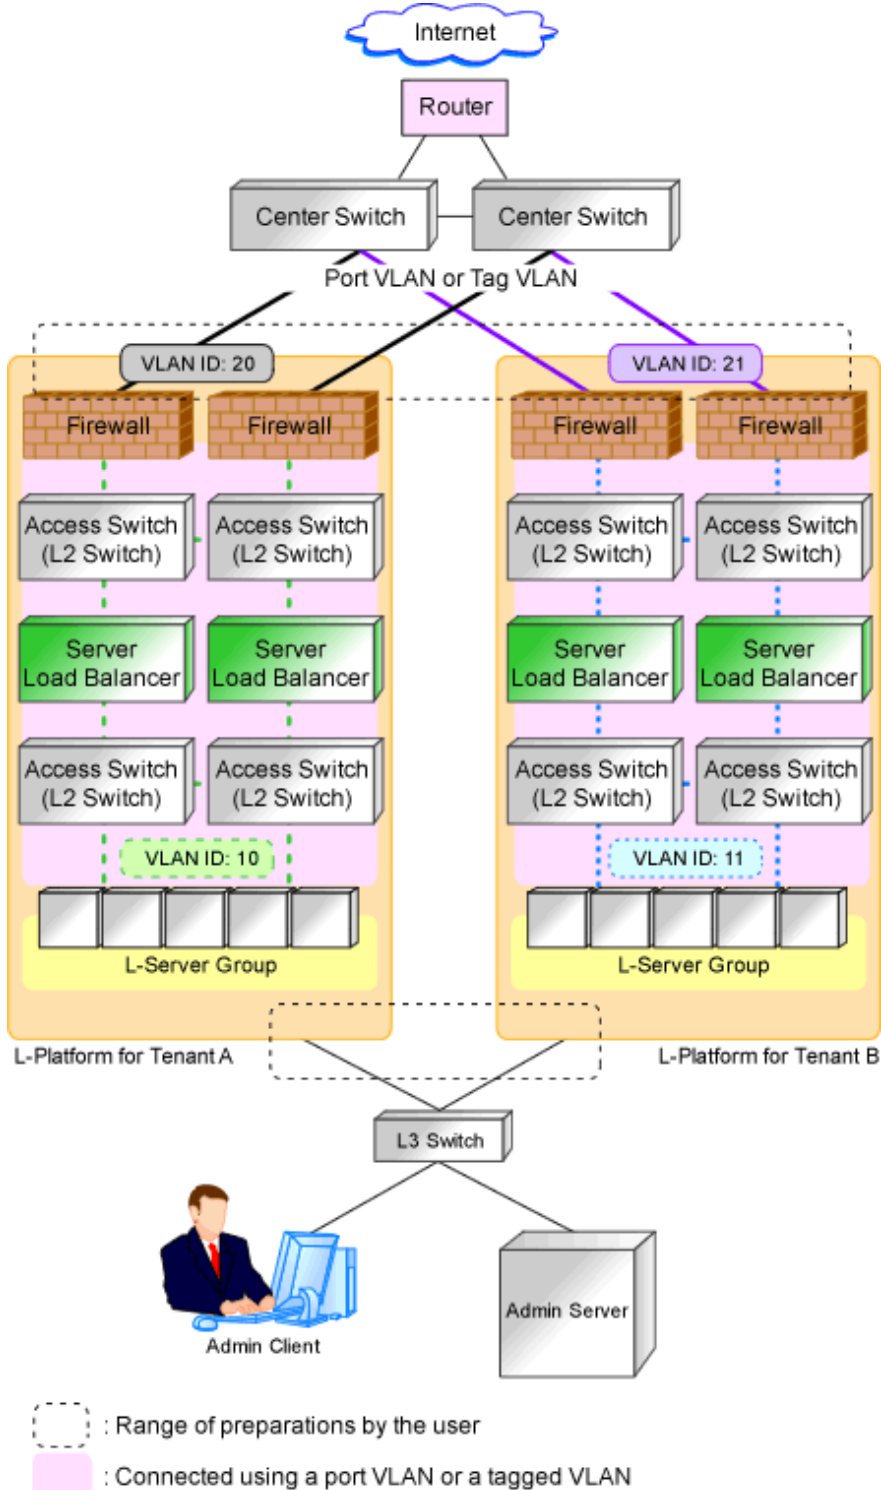 Internet
Router
Center Switch
Center Switch
Port VLAN or Tag VLAN
VLAN ID: 20
VLAN ID: 21
Firewall
Firewall
Firewall
Firewall
Access Switch
(L2 Switch)
Access Switch
(L2 Switch)
Access Switch
(L2 Switch)
Access Switch
(L2 Switch)
Server
Load Balancer
Server
Load Balancer
Server
Load Balancer
Server
Load Balancer
Access Switch
(L2 Switch)
Access Switch
(L2 Switch)
Access Switch
(L2 Switch)
Access Switch
(L2 Switch)
VLAN ID: 10
VLAN ID: 11
L-Server Group
L-Server Group
L-Platform for Tenant A
L-Platform for Tenant B
L3 Switch
Admin Client
Admin Server
: Range of preparations by the user
: Connected using a port VLAN or a tagged VLAN